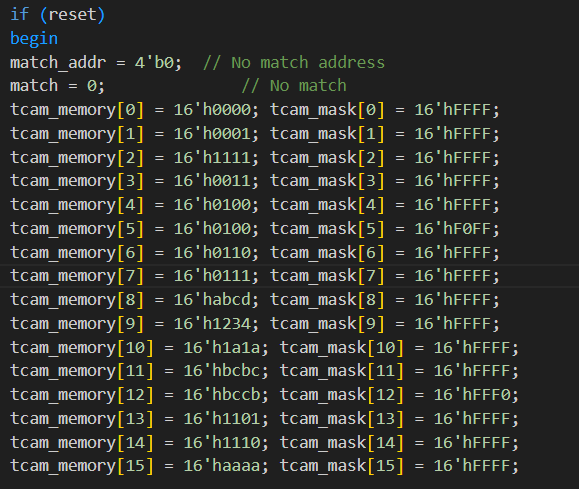 if (reset)
begin
match_addr = 4'b0;  // No match address
match = 0;              // No match
tcam_memory[0] = 16'h0000; tcam_mask[0] = 16'hFFFF;
tcam_memory[1] = 16'h0001; tcam_mask[1] = 16'hFFFF;
tcam_memory[2] = 16'h1111; tcam_mask[2] = 16'hFFFF;
tcam_memory[3] = 16'h0011; tcam_mask[3] = 16'hFFFF;
tcam_memory[4] = 16'h0100; tcam_mask[4] = 16'hFFFF;
tcam_memory[5] = 16'h0100; tcam_mask[5] = 16'hF0FF;
tcam_memory[6] = 16'h0110; tcam_mask[6] = 16'hFFFF;
tcam_memory[7] = 16'h0111; tcam_mask[7] = 16'hFFFF;
tcam_memory[8] = 16'habcd; tcam_mask[8] = 16'hFFFF;
tcam_memory[9] = 16'h1234; tcam_mask[9] = 16'hFFFF;
tcam_memory[10] = 16'h1a1a; tcam_mask[10] = 16'hFFFF;
tcam_memory[11] = 16'hbcbc; tcam_mask[11] = 16'hFFFF;
tcam_memory[12] = 16'hbccb; tcam_mask[12] = 16'hFFF0;
tcam_memory[13] = 16'h1101; tcam_mask[13] = 16'hFFFF;
tcam_memory[14] = 16'h1110; tcam_mask[14] = 16'hFFFF;
tcam_memory[15] = 16'haaaa; tcam_mask[15] = 16'hFFFF;